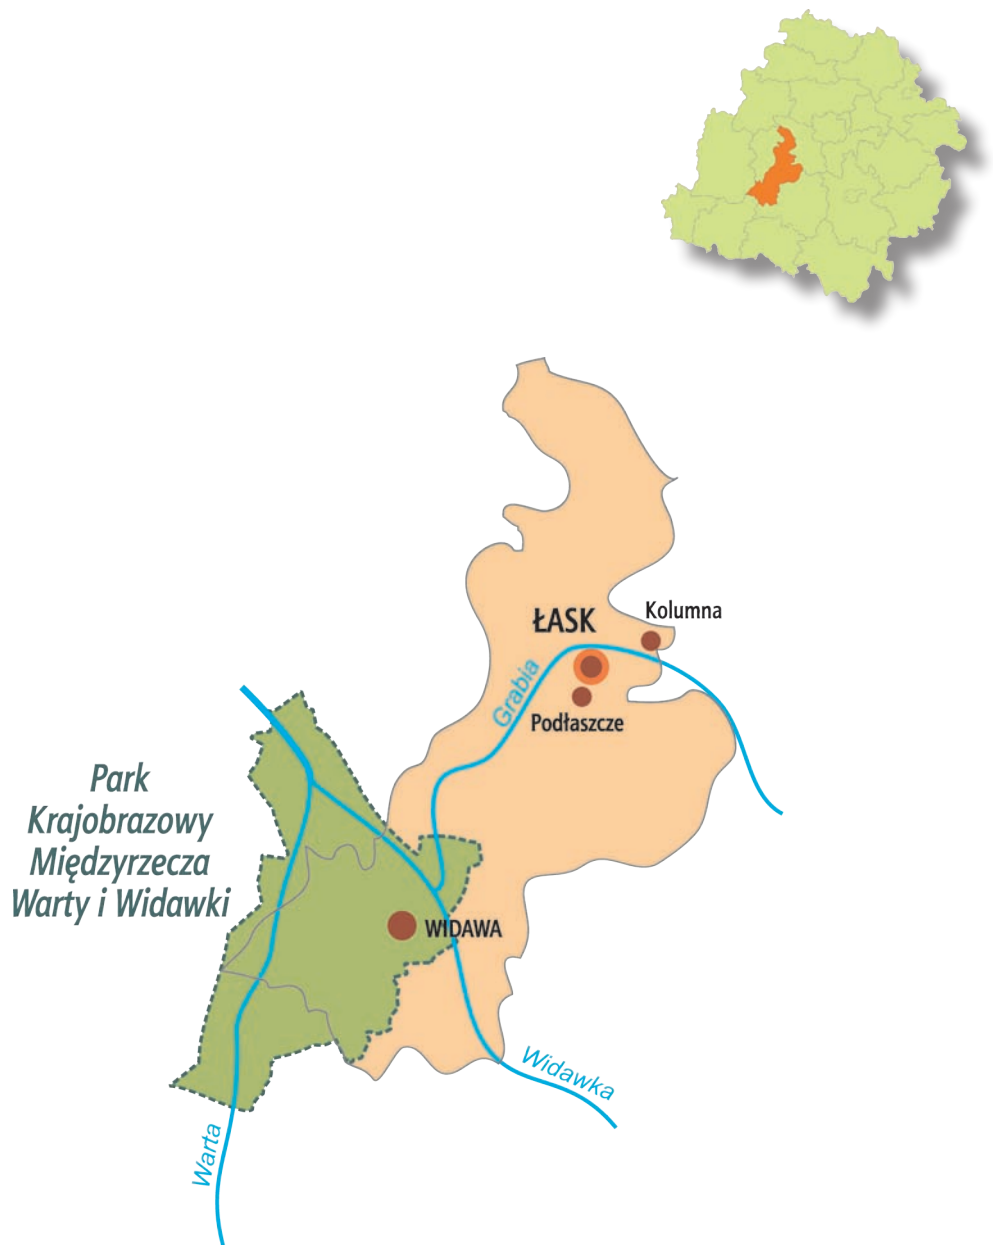 Kolumna
ŁASK
Grabia
Podłaszcze
Park
Krajobrazowy
Międzyrzecza
Warty i Widawki
WIDAWA
Widawka
Warta